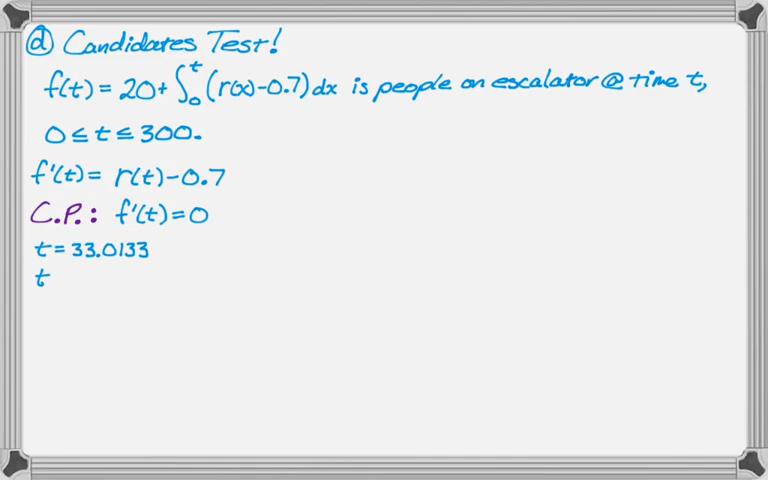 ⓓ Candidates Test!
f(t) = 20 + ∫₀ᵗ (r(x) - 0.7) dx is people on escalator @ time t,
0 ≤ t ≤ 300.
f'(t) = r(t) - 0.7
C.P.: f'(t) = 0
t = 33.0133
t